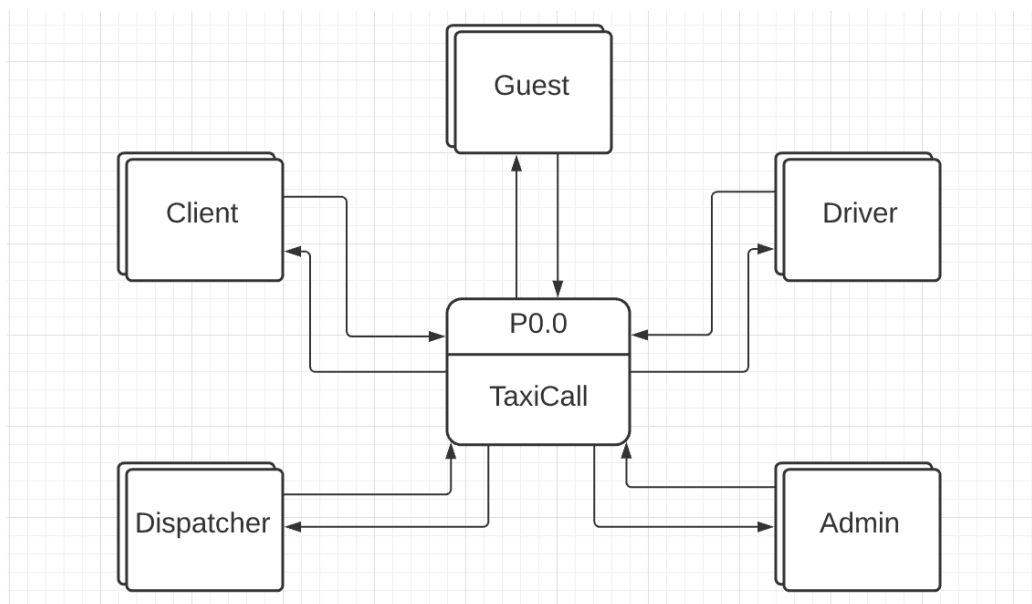 Guest
Client
Driver
P0.0
TaxiCall
Dispatcher
Admin